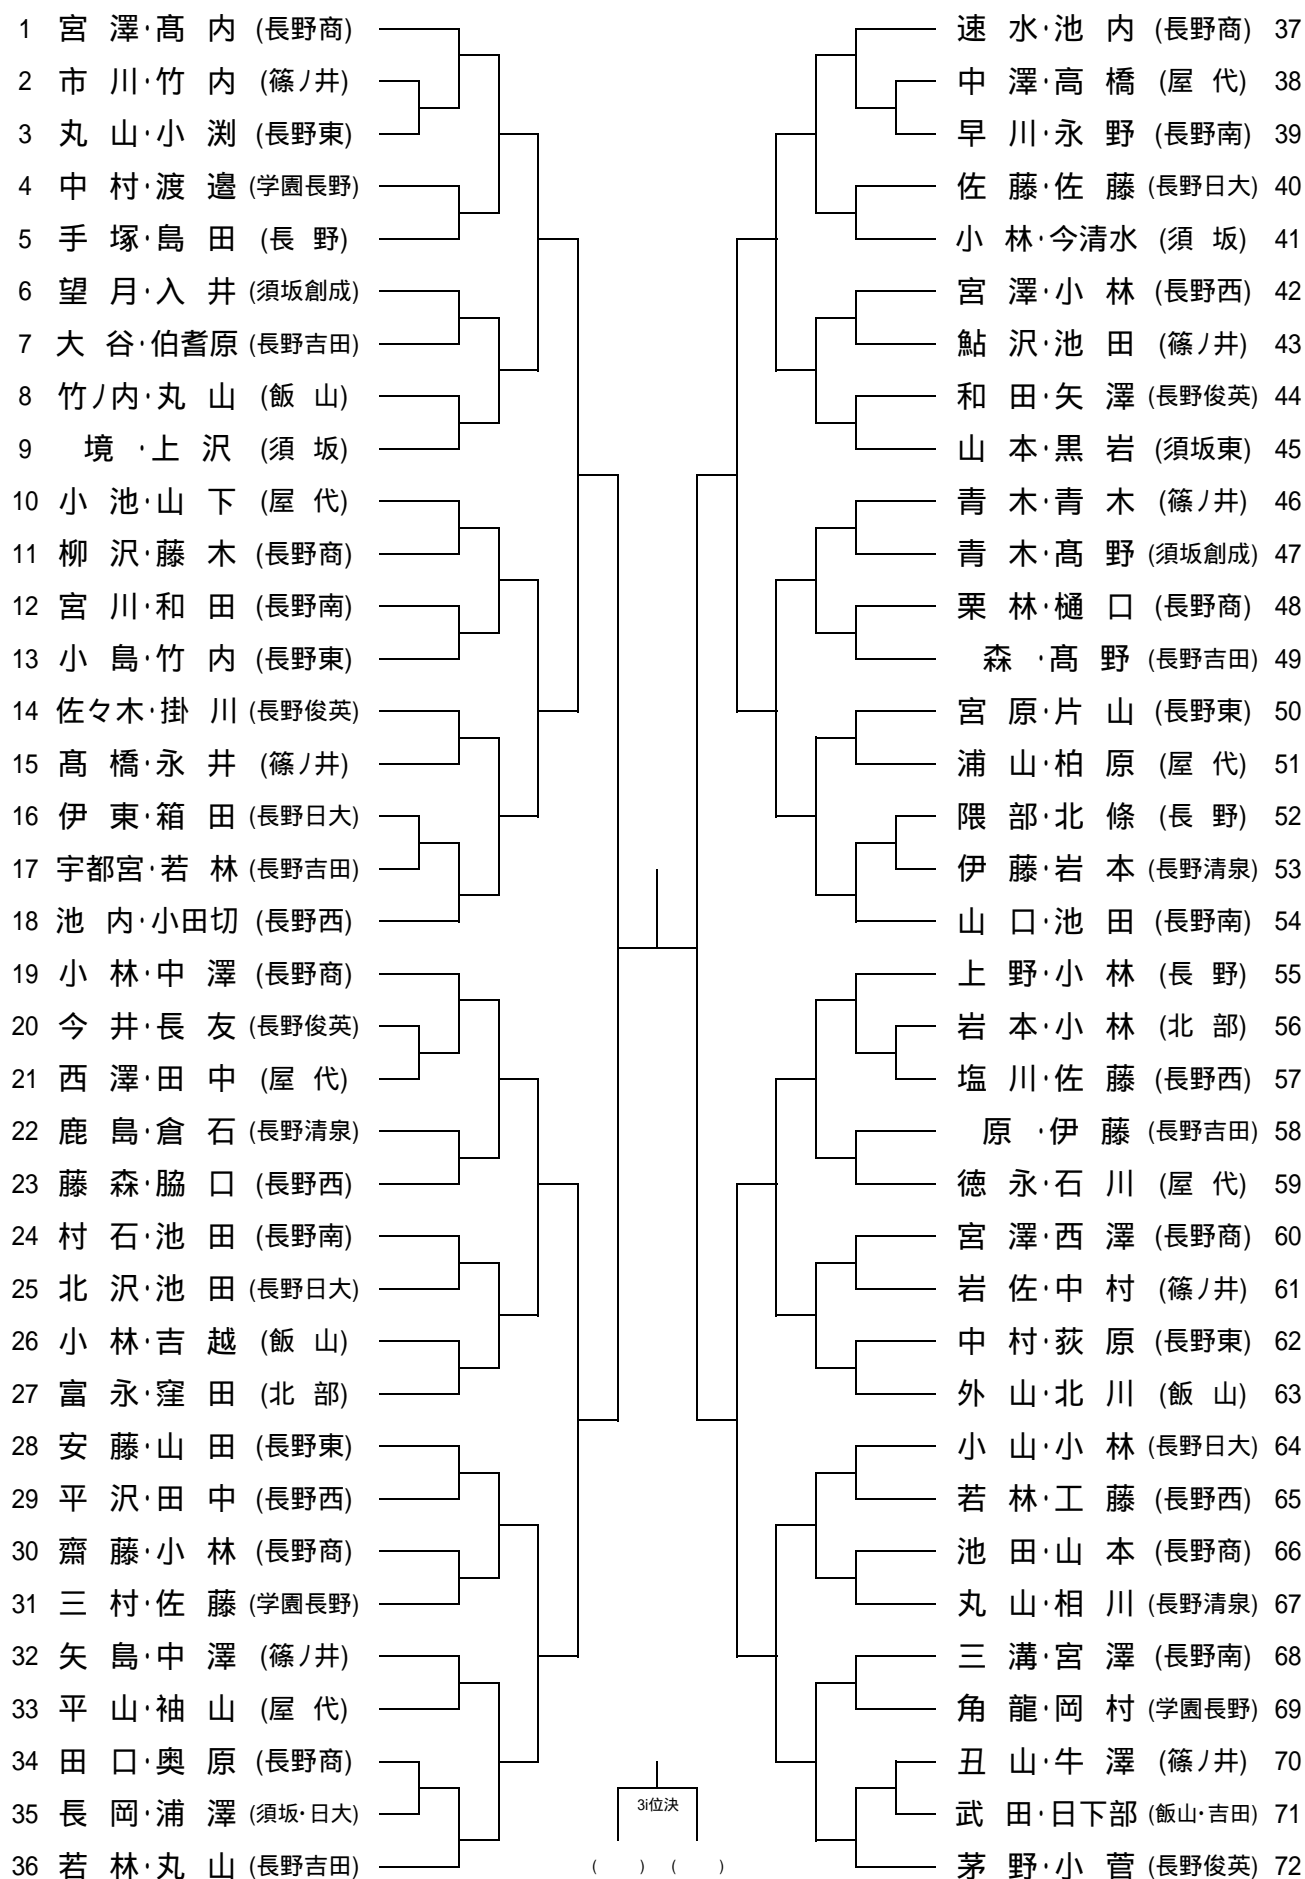 1 宮 澤・髙 内 (長野商)
2 市 川・竹 内 (篠ノ井)
3 丸 山・小 渕 (長野東)
4 中 村・渡 邉 (学園長野)
5 手 塚・島 田 (長 野)
6 望 月・入 井 (須坂創成)
7 大 谷・伯耆原 (長野吉田)
8 竹ノ内・丸 山 (飯 山)
9 境 ・上 沢 (須 坂)
10 小 池・山 下 (屋 代)
11 柳 沢・藤 木 (長野商)
12 宮 川・和 田 (長野南)
13 小 島・竹 内 (長野東)
14 佐々木・掛 川 (長野俊英)
15 髙 橋・永 井 (篠ノ井)
16 伊 東・箱 田 (長野日大)
17 宇都宮・若 林 (長野吉田)
18 池 内・小田切 (長野西)
19 小 林・中 澤 (長野商)
20 今 井・長 友 (長野俊英)
21 西 澤・田 中 (屋 代)
22 鹿 島・倉 石 (長野清泉)
23 藤 森・脇 口 (長野西)
24 村 石・池 田 (長野南)
25 北 沢・池 田 (長野日大)
26 小 林・吉 越 (飯 山)
27 富 永・窪 田 (北 部)
28 安 藤・山 田 (長野東)
29 平 沢・田 中 (長野西)
30 齋 藤・小 林 (長野商)
31 三 村・佐 藤 (学園長野)
32 矢 島・中 澤 (篠ノ井)
33 平 山・袖 山 (屋 代)
34 田 口・奥 原 (長野商)
35 長 岡・浦 澤 (須坂・日大)
36 若 林・丸 山 (長野吉田)
3i位決
( ) ( )
速 水・池 内 (長野商) 37
中 澤・高 橋 (屋 代) 38
早 川・永 野 (長野南) 39
佐 藤・佐 藤 (長野日大) 40
小 林・今清水 (須 坂) 41
宮 澤・小 林 (長野西) 42
鮎 沢・池 田 (篠ノ井) 43
和 田・矢 澤 (長野俊英) 44
山 本・黒 岩 (須坂東) 45
青 木・青 木 (篠ノ井) 46
青 木・髙 野 (須坂創成) 47
栗 林・樋 口 (長野商) 48
森 ・髙 野 (長野吉田) 49
宮 原・片 山 (長野東) 50
浦 山・柏 原 (屋 代) 51
隈 部・北 條 (長 野) 52
伊 藤・岩 本 (長野清泉) 53
山 口・池 田 (長野南) 54
上 野・小 林 (長 野) 55
岩 本・小 林 (北 部) 56
塩 川・佐 藤 (長野西) 57
原 ・伊 藤 (長野吉田) 58
徳 永・石 川 (屋 代) 59
宮 澤・西 澤 (長野商) 60
岩 佐・中 村 (篠ノ井) 61
中 村・荻 原 (長野東) 62
外 山・北 川 (飯 山) 63
小 山・小 林 (長野日大) 64
若 林・工 藤 (長野西) 65
池 田・山 本 (長野商) 66
丸 山・相 川 (長野清泉) 67
三 溝・宮 澤 (長野南) 68
角 龍・岡 村 (学園長野) 69
丑 山・牛 澤 (篠ノ井) 70
武 田・日下部 (飯山・吉田) 71
茅 野・小 菅 (長野俊英) 72